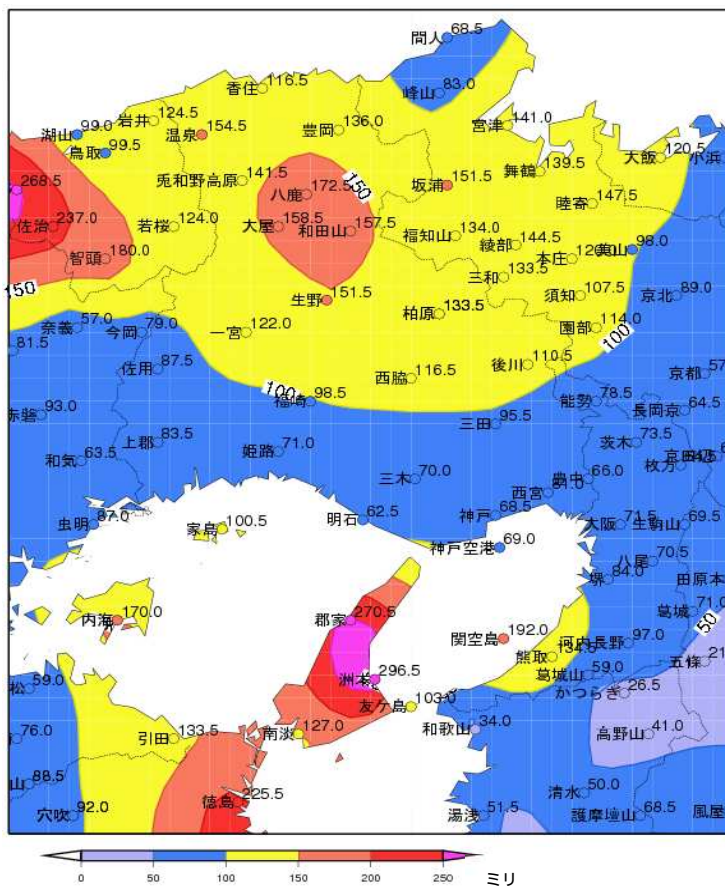 間人 68.5
香住 116.5
峰山 83.0
岩井 124.5
湖山 99.0
温泉 154.5
豊岡 136.0
宮津 141.0
鳥取 99.5
舞鶴 139.5
大飯 120.5
小浜
268.5
兎和野高原 141.5
八鹿 172.5
150
坂浦 151.5
睦寄 147.5
佐治 237.0
若桜 124.0
大屋 158.5
和田山 157.5
福知山 134.0
綾部 144.5
本庄
美山 98.0
智頭 180.0
三和 133.5
150
生野 151.5
柏原 133.5
須知 107.5
京北 89.0
奈義 57.0
今岡 79.0
一宮 122.0
園部 114.0
100
81.5
佐用 87.5
西脇 116.5
後川 110.5
京都 57
100
福崎 98.5
能勢 78.5
長岡京 64.5
赤磐 93.0
三田 95.5
上郡 83.5
姫路 71.0
茨木 73.5
和気 63.5
三木 70.0
豊中 66.0
枚方
西宮 81.0
虫明 87.0
家島 100.5
明石 62.5
神戸 68.5
大阪 71.5
生駒山 69.5
神戸空港 69.0
八尾 70.5
堺 84.0
田原本
葛城 71.0
内海 170.0
郡家 270.5
関空島 192.0
河内長野 97.0
50
熊取 134.5
五條 21
松 59.0
洲本 296.5
葛城山 59.0
かつらぎ 26.5
友ケ島 103.0
76.0
引田 133.5
南淡 127.0
和歌山 34.0
高野山 41.0
山 88.5
徳島 225.5
清水 50.0
穴吹 92.0
湯浅 51.5
護摩壇山 68.5
風屋
0 50 100 150 200 250 ミリ